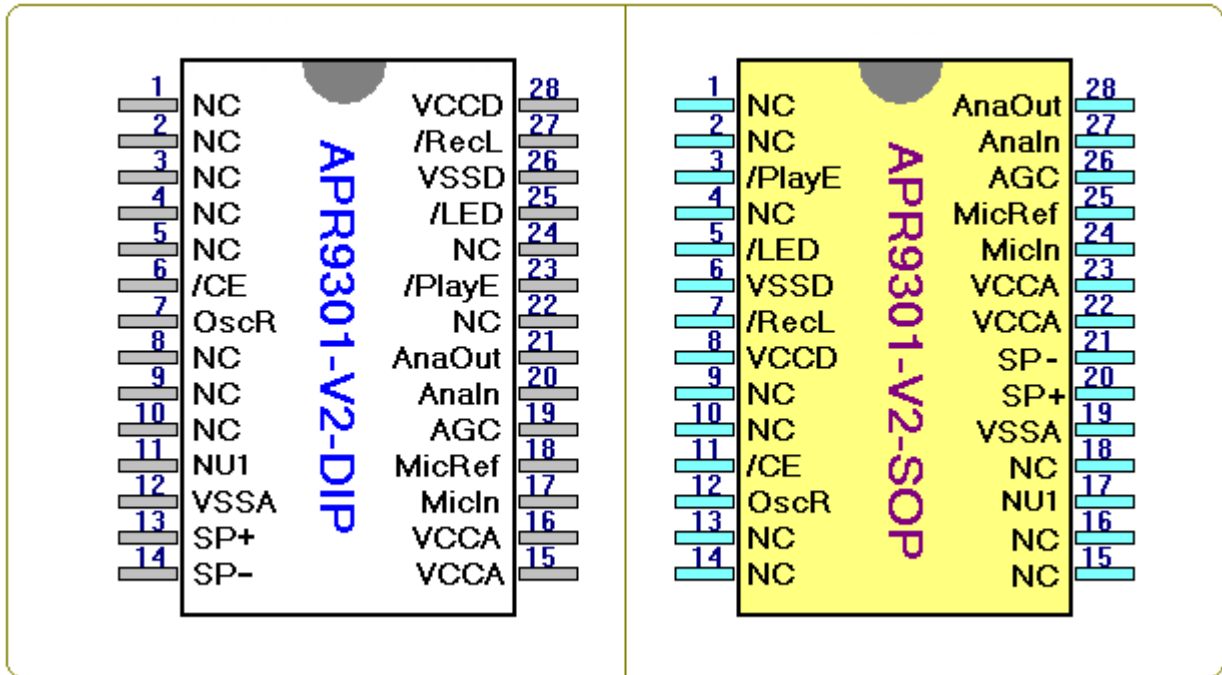 1 NC VCCD 28
2 NC /RecL 27
3 NC VSSD 26
4 NC /LED 25
5 NC NC 24
6 /CE /PlayE 23
7 OscR NC 22
8 NC AnaOut 21
9 NC AnaIn 20
10 NC AGC 19
11 NU1 MicRef 18
12 VSSA MicIn 17
13 SP+ VCCA 16
14 SP- VCCA 15
APR9301-V2-DIP
1 NC AnaOut 28
2 NC AnaIn 27
3 /PlayE AGC 26
4 NC MicRef 25
5 /LED MicIn 24
6 VSSD VCCA 23
7 /RecL VCCA 22
8 VCCD SP- 21
9 NC SP+ 20
10 NC VSSA 19
11 /CE NC 18
12 OscR NU1 17
13 NC NC 16
14 NC NC 15
APR9301-V2-SOP